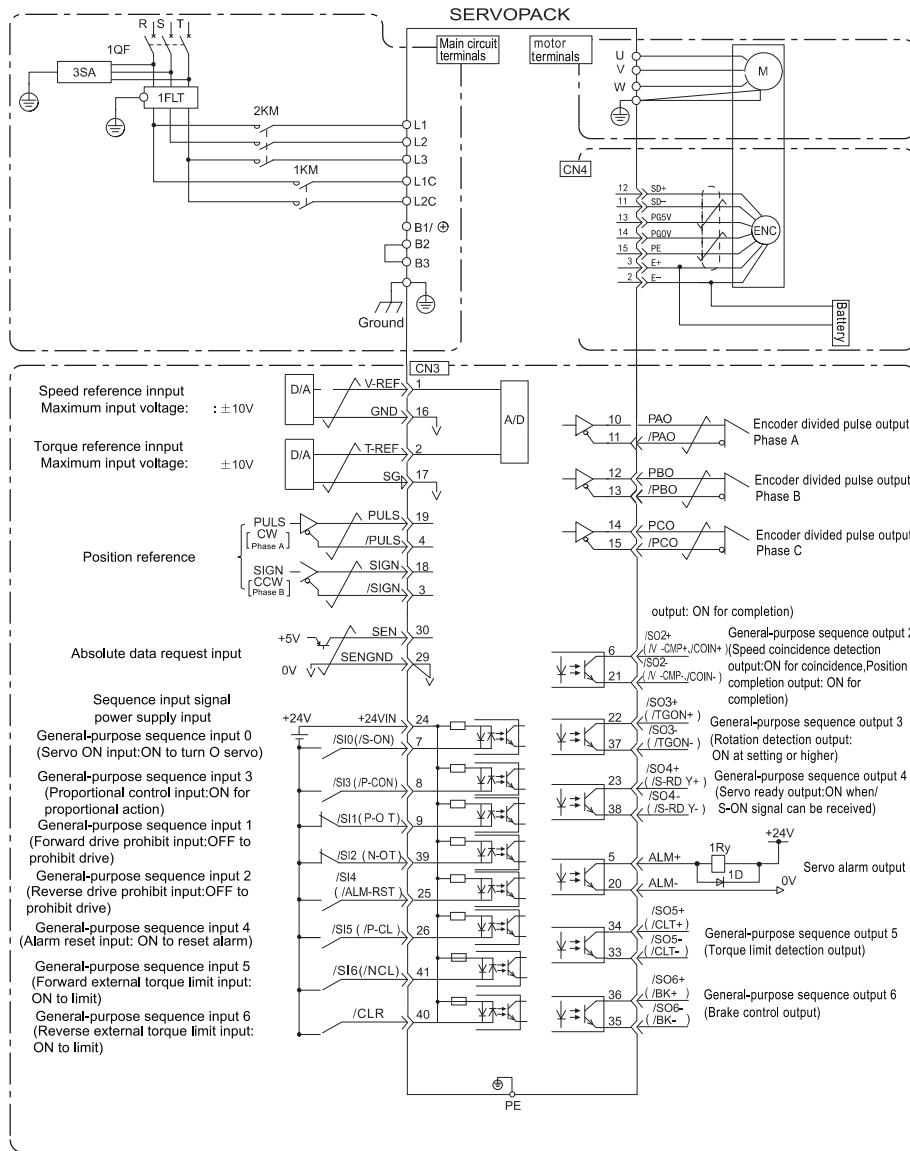 SERVOPACK
R S T
1QF
3SA
1FLT
2KM
1KM
Main circuit
terminals
L1
L2
L3
L1C
L2C
B1/ ⊕
B2
B3
Ground
motor
terminals
U
V
W
M
CN4
12 SD+
11 SD-
13 PG5V
14 PG0V
15 PE
3 E+
2 E-
ENC
Battery
CN3
Speed reference innput
Maximum input voltage: : ±10V
D/A
V-REF 1
GND 16
A/D
Torque reference innput
Maximum input voltage: ±10V
D/A
T-REF 2
SG 17
Position reference
PULS
CW
Phase A
PULS 19
/PULS 4
SIGN
CCW
Phase B
SIGN 18
/SIGN 3
Absolute data request input
+5V
0V
SEN 30
SENGND 29
Sequence input signal
power supply input
+24V
+24VIN 24
General-purpose sequence input 0
(Servo ON input:ON to turn O servo)
/SI0(/S-ON) 7
General-purpose sequence input 3
(Proportional control input:ON for
proportional action)
/SI3 (/P-CON) 8
General-purpose sequence input 1
(Forward drive prohibit input:OFF to
prohibit drive)
/SI1( P-O T) 9
General-purpose sequence input 2
(Reverse drive prohibit input:OFF to
prohibit drive)
/SI2 ( N-OT) 39
General-purpose sequence input 4
(Alarm reset input: ON to reset alarm)
/SI4
( /ALM-RST) 25
General-purpose sequence input 5
(Forward external torque limit input:
ON to limit)
/SI5 ( /P-CL) 26
General-purpose sequence input 6
(Reverse external torque limit input:
ON to limit)
/SI6(/NCL) 41
/CLR 40
10 PAO
11 /PAO
Encoder divided pulse output
Phase A
12 PBO
13 /PBO
Encoder divided pulse output
Phase B
14 PCO
15 /PCO
Encoder divided pulse output
Phase C
output: ON for completion)
6
/SO2+
( /V -CMP+,/COIN+ )
/SO2-
21
( /V -CMP-,/COIN- )
General-purpose sequence output 2
(Speed coincidence detection
output:ON for coincidence,Position
completion output: ON for
completion)
22
/SO3+
( /TGON+ )
/SO3-
37
( /TGON- )
General-purpose sequence output 3
(Rotation detection output:
ON at setting or higher)
23
/SO4+
( /S-RD Y+ )
/SO4-
38
( /S-RD Y- )
General-purpose sequence output 4
(Servo ready output:ON when/
S-ON signal can be received)
5 ALM+
20 ALM-
1Ry
1D
+24V
0V
Servo alarm output
34
/SO5+
( /CLT+ )
/SO5-
33
( /CLT- )
General-purpose sequence output 5
(Torque limit detection output)
36
/SO6+
( /BK+ )
/SO6-
35
( /BK- )
General-purpose sequence output 6
(Brake control output)
PE